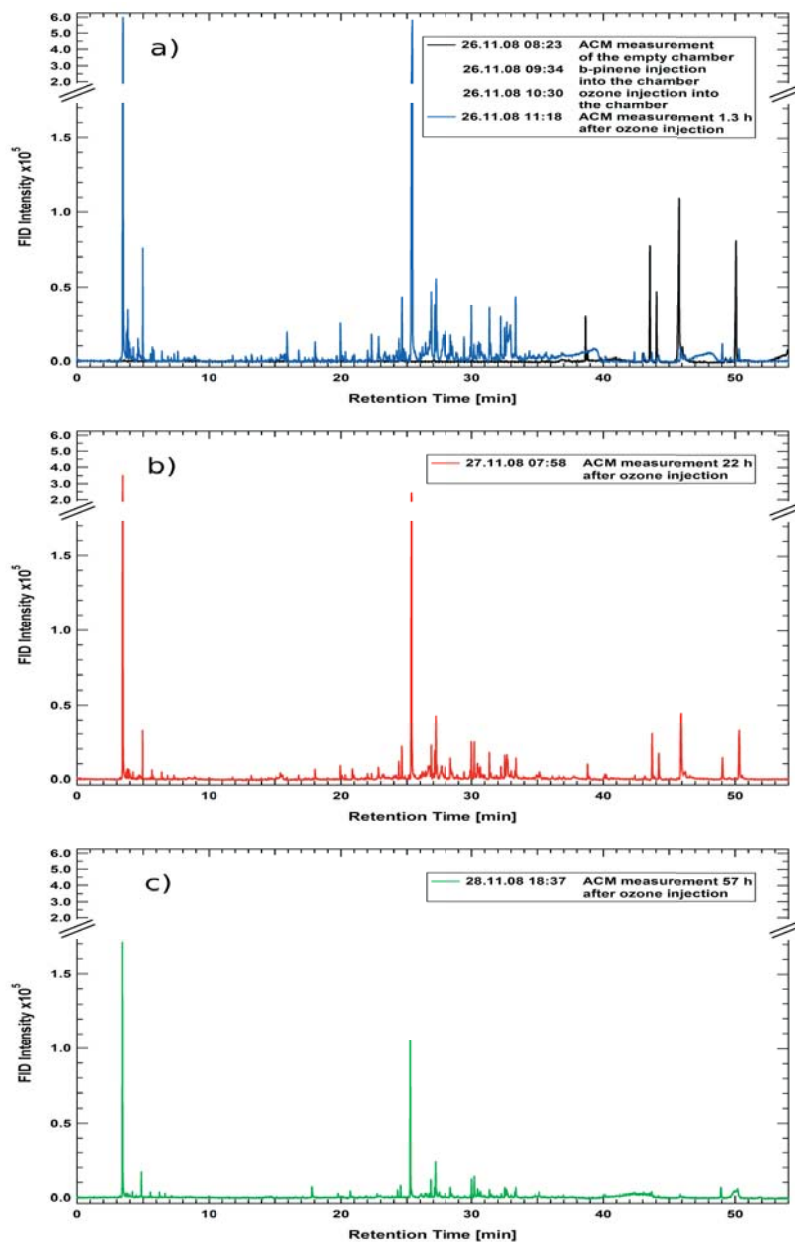 a)
26.11.08 08:23 ACM measurement
of the empty chamber
26.11.08 09:34 b-pinene injection
into the chamber
26.11.08 10:30 ozone injection into
the chamber
26.11.08 11:18 ACM measurement 1.3 h
after ozone injection
6.0
5.0
4.0
3.0
2.0
1.5
1.0
0.5
0.0
FID Intensity x10⁵
0 10 20 30 40 50
Retention Time [min]
b)
27.11.08 07:58 ACM measurement 22 h
after ozone injection
6.0
5.0
4.0
3.0
2.0
1.5
1.0
0.5
0.0
FID Intensity x10⁵
0 10 20 30 40 50
Retention Time [min]
c)
28.11.08 18:37 ACM measurement 57 h
after ozone injection
6.0
5.0
4.0
3.0
2.0
1.5
1.0
0.5
0.0
FID Intensity x10⁵
0 10 20 30 40 50
Retention Time [min]